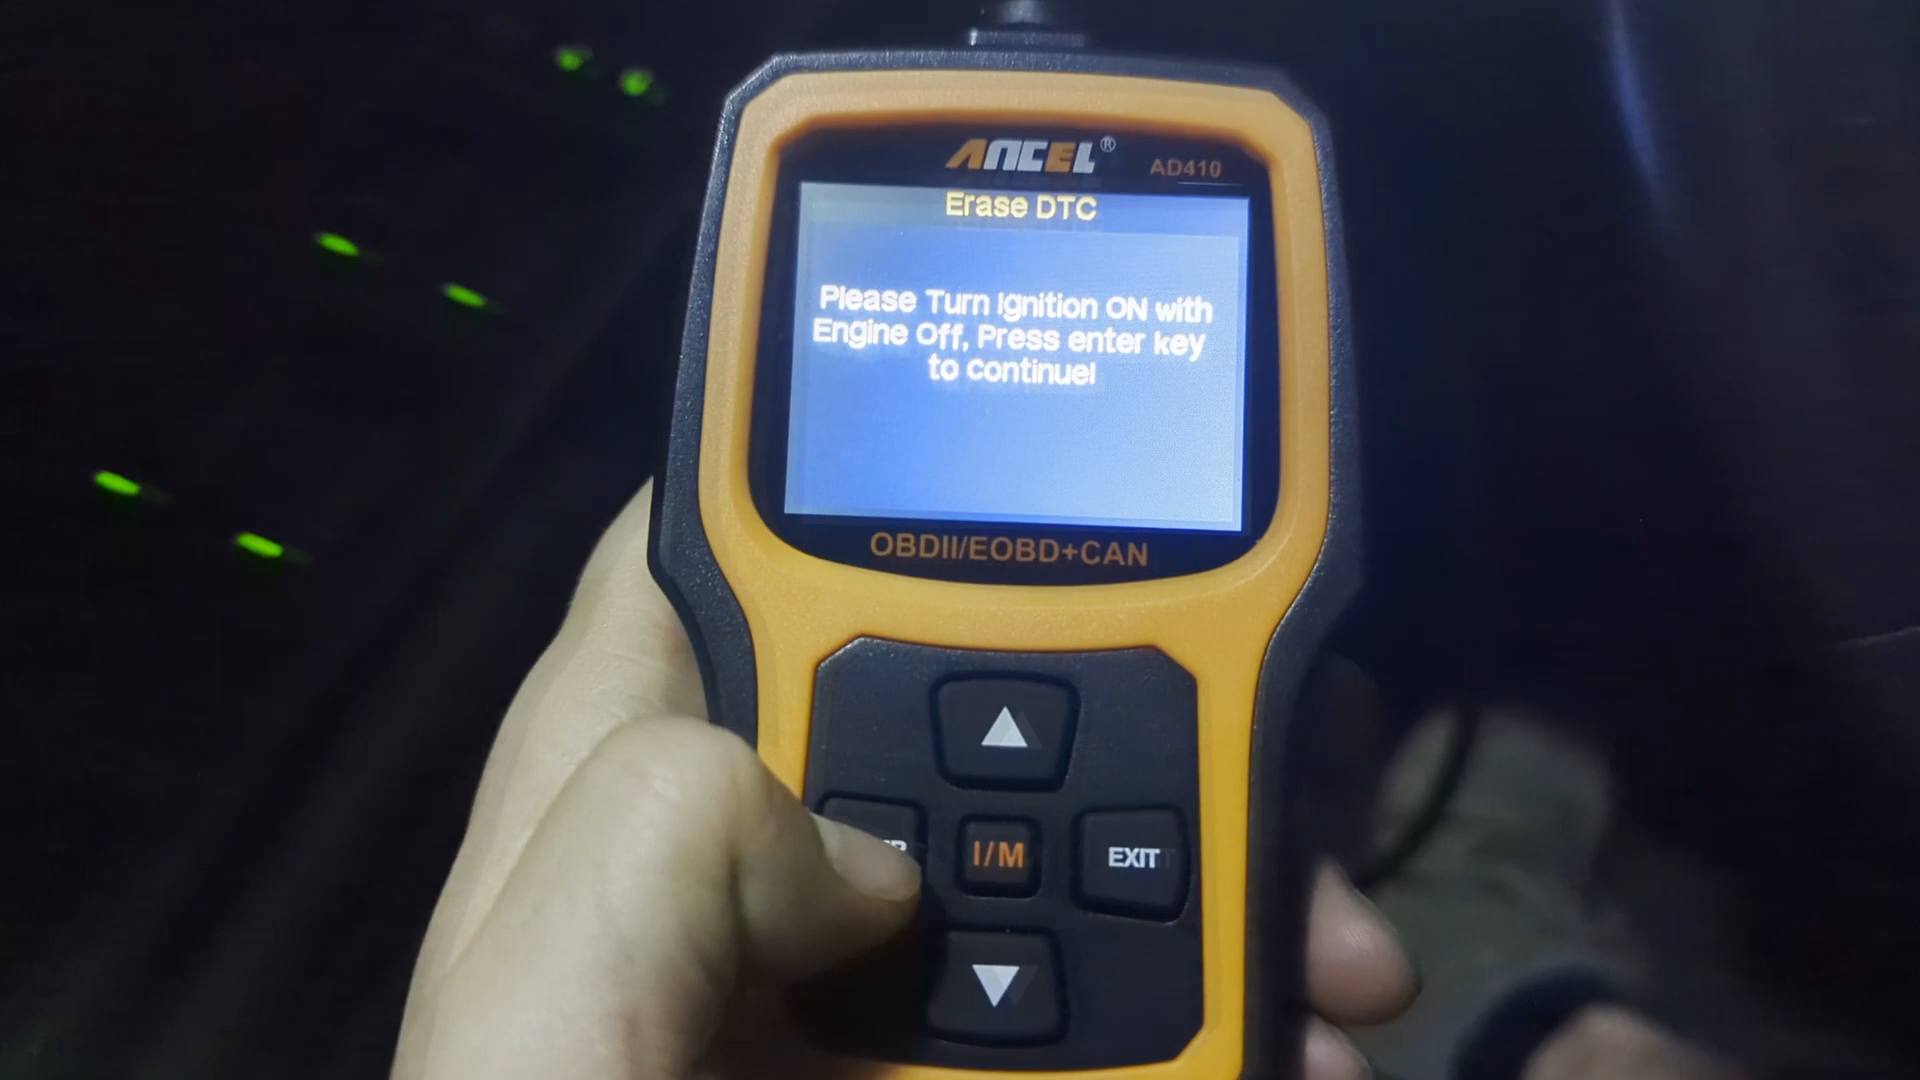 ANCEL®
AD410
Erase DTC
Please Turn Ignition ON with
Engine Off, Press enter key
to continue!
OBDII/EOBD+CAN
I/M
EXIT